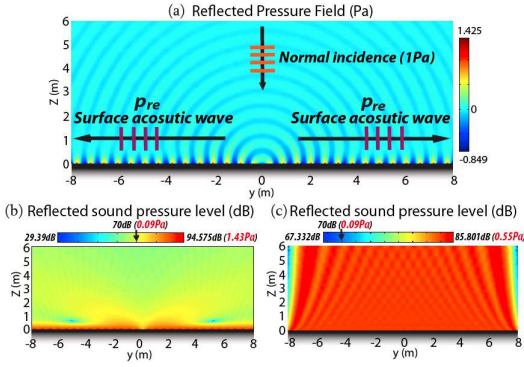 (a) Reflected Pressure Field (Pa)
6
5
4
3
2
1
0
Z (m)
Normal incidence (1Pa)
pre
Surface acosutic wave
pre
Surface acosutic wave
1.425
0
-0.849
-8 -6 -4 -2 0 2 4 6 8
y (m)
(b) Reflected sound pressure level (dB)
70dB (0.09Pa)
29.39dB
94.575dB (1.43Pa)
6
5
4
3
2
1
0
Z (m)
-8 -6 -4 -2 0 2 4 6 8
y (m)
(c) Reflected sound pressure level (dB)
70dB (0.09Pa)
67.332dB
85.801dB (0.55Pa)
6
5
4
3
2
1
0
Z (m)
-8 -6 -4 -2 0 2 4 6 8
y (m)